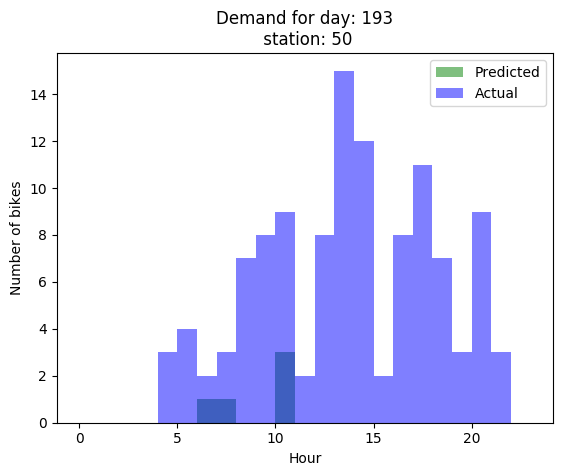 Demand for day: 193
station: 50
Predicted
Actual
14
12
10
8
6
4
2
0
Number of bikes
0 5 10 15 20
Hour